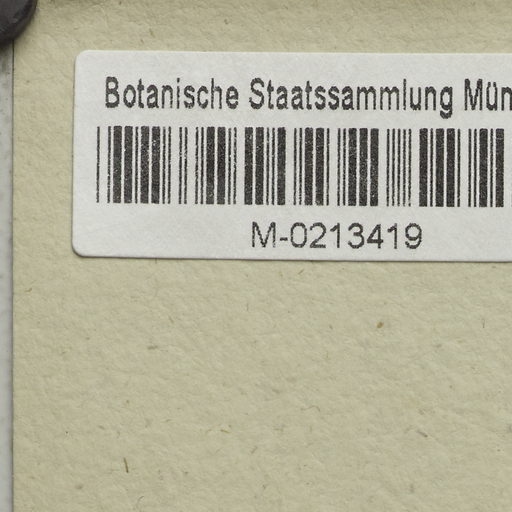 Botanische Staatssammlung Mün
M-0213419